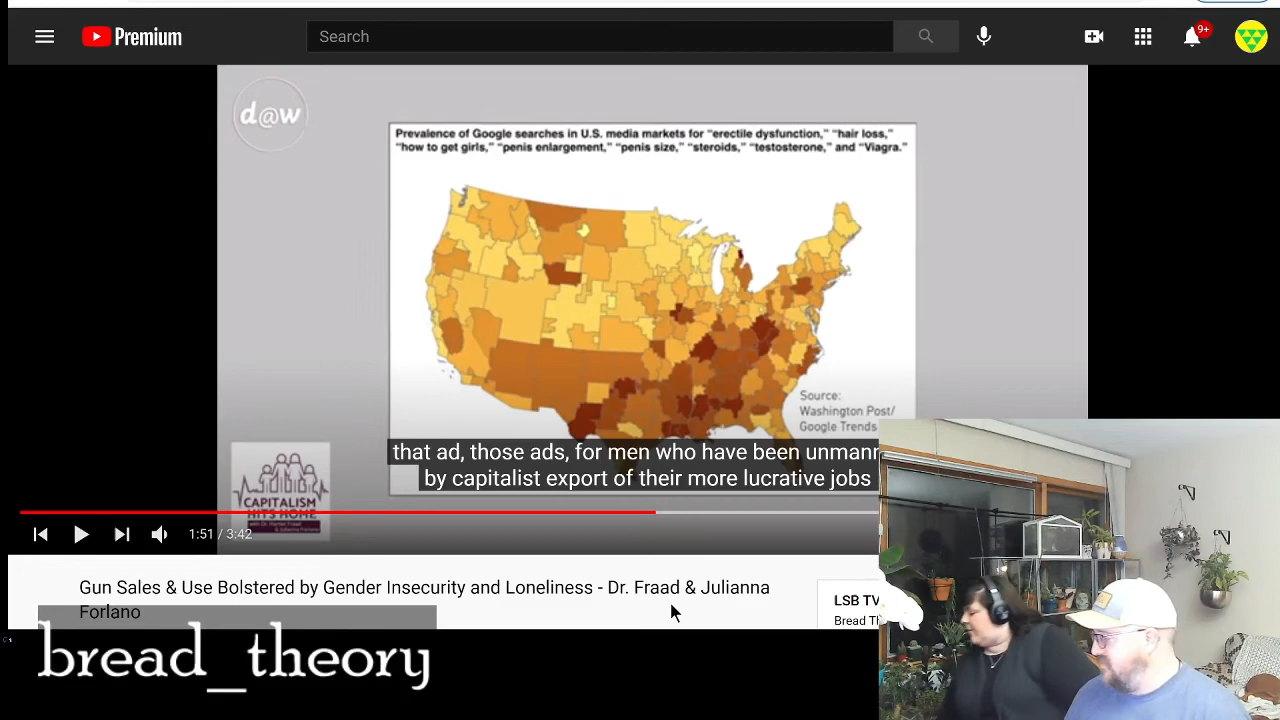 Premium
Search
9+
d@w
Prevalence of Google searches in U.S. media markets for "erectile dysfunction," "hair loss,"
"how to get girls," "penis enlargement," "penis size," "steroids," "testosterone," and "Viagra."
Source:
Washington Post/
Google Trends
that ad, those ads, for men who have been unmann
by capitalist export of their more lucrative jobs
CAPITALISM
HITS HOME
1:51 / 3:42
Gun Sales & Use Bolstered by Gender Insecurity and Loneliness - Dr. Fraad & Julianna
Forlano
LSB TV
Bread Th
bread_theory